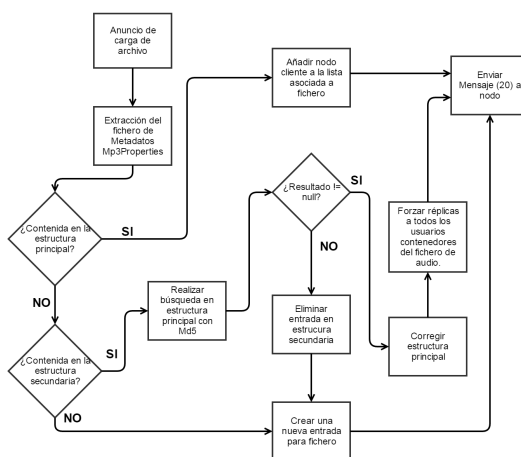 Anuncio de
carga de
archivo
Añadir nodo
cliente a la lista
asociada a
fichero
Enviar
Mensaje (20) a
nodo
Extracción del
fichero de
Metadatos
Mp3Properties
¿Contenida en la
estructura
principal?
SI
¿Resultado !=
null?
SI
Forzar réplicas
a todos los
usuarios
contenedores
del fichero de
audio.
NO
NO
Realizar
búsqueda en
estructura
principal con
Md5
Eliminar
entrada en
estrucura
secundaria
Corregir
estructura
principal
¿Contenida en la
estructura
secundaria?
SI
NO
Crear una
nueva entrada
para fichero